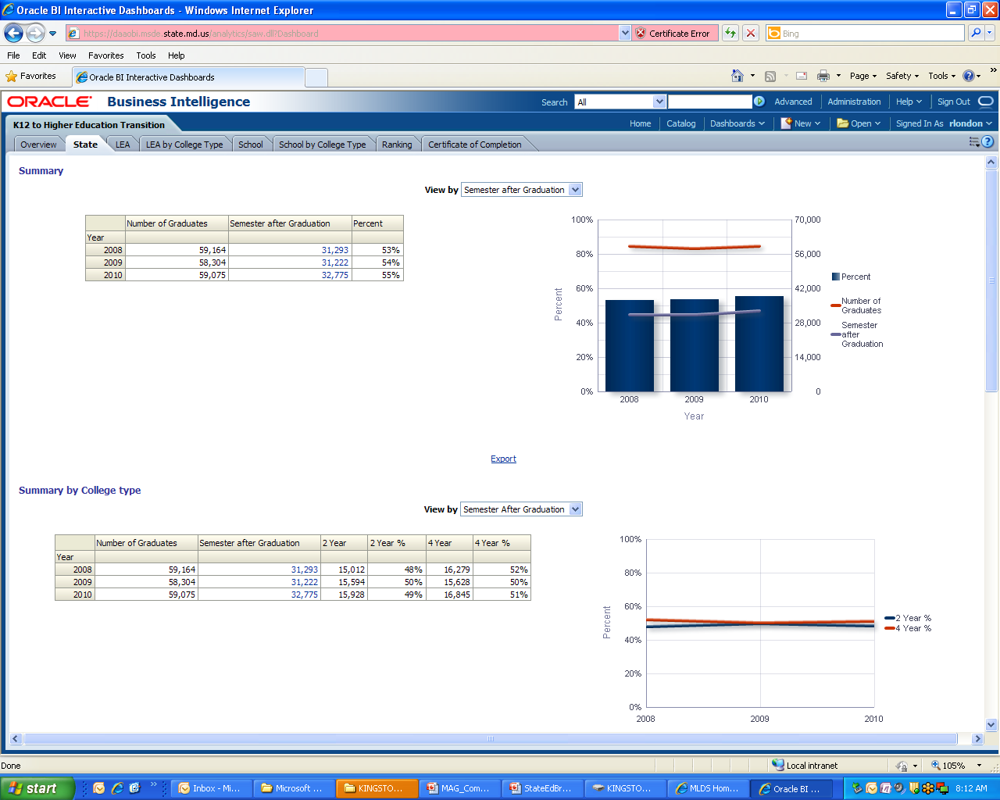 Oracle BI Interactive Dashboards - Windows Internet Explorer
https://daaobi.msde.state.md.us/analytics/saw.dll?Dashboard
Certificate Error
Bing
File Edit View Favorites Tools Help
Favorites
Oracle BI Interactive Dashboards
Page Safety Tools
ORACLE Business Intelligence
Search All
Advanced Administration Help Sign Out
K12 to Higher Education Transition
Home Catalog Dashboards New Open Signed In As rlondon
Overview State LEA LEA by College Type School School by College Type Ranking Certificate of Completion
Summary
View by Semester after Graduation
Number of Graduates Semester after Graduation Percent
Year
2008 59,164 31,293 53%
2009 58,304 31,222 54%
2010 59,075 32,775 55%
100% 70,000
80% 56,000
60% 42,000
40% 28,000
20% 14,000
0% 0
Percent
2008 2009 2010
Year
Percent
Number of
Graduates
Semester
after
Graduation
Export
Summary by College type
View by Semester After Graduation
Number of Graduates Semester after Graduation 2 Year 2 Year % 4 Year 4 Year %
Year
2008 59,164 31,293 15,012 48% 16,279 52%
2009 58,304 31,222 15,594 50% 15,628 50%
2010 59,075 32,775 15,928 49% 16,845 51%
100%
80%
60%
40%
20%
0%
Percent
2008 2009 2010
2 Year %
4 Year %
Done
Local intranet
105%
start
Inbox - Mi...
Microsoft ...
KINGSTO...
MAG_Com...
StateEdBr...
KINGSTO...
MLDS Hom...
Oracle BI ...
8:12 AM